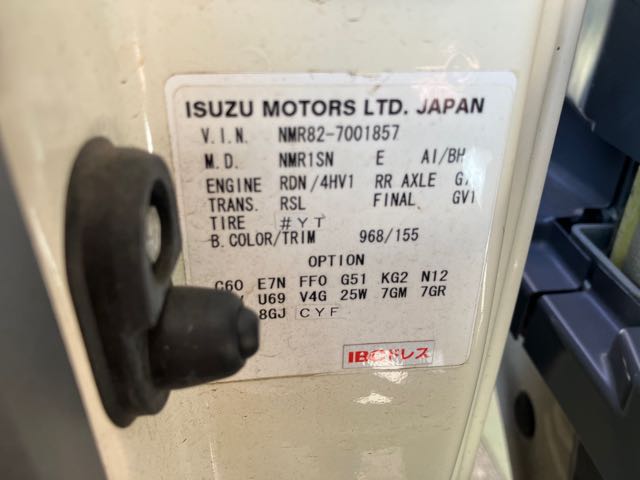 ISUZU MOTORS LTD. JAPAN
V.I.N. NMR82-7001857
M.D. NMR1SN E AI/BH
ENGINE RDN/4HV1 RR AXLE
TRANS. RSL FINAL GV1
TIRE #YT
B.COLOR/TRIM 968/155
OPTION
C60 E7N FF0 G51 KG2 N12
U69 V4G 25W 7GM 7GR
8GJ CYF
IBCドレス